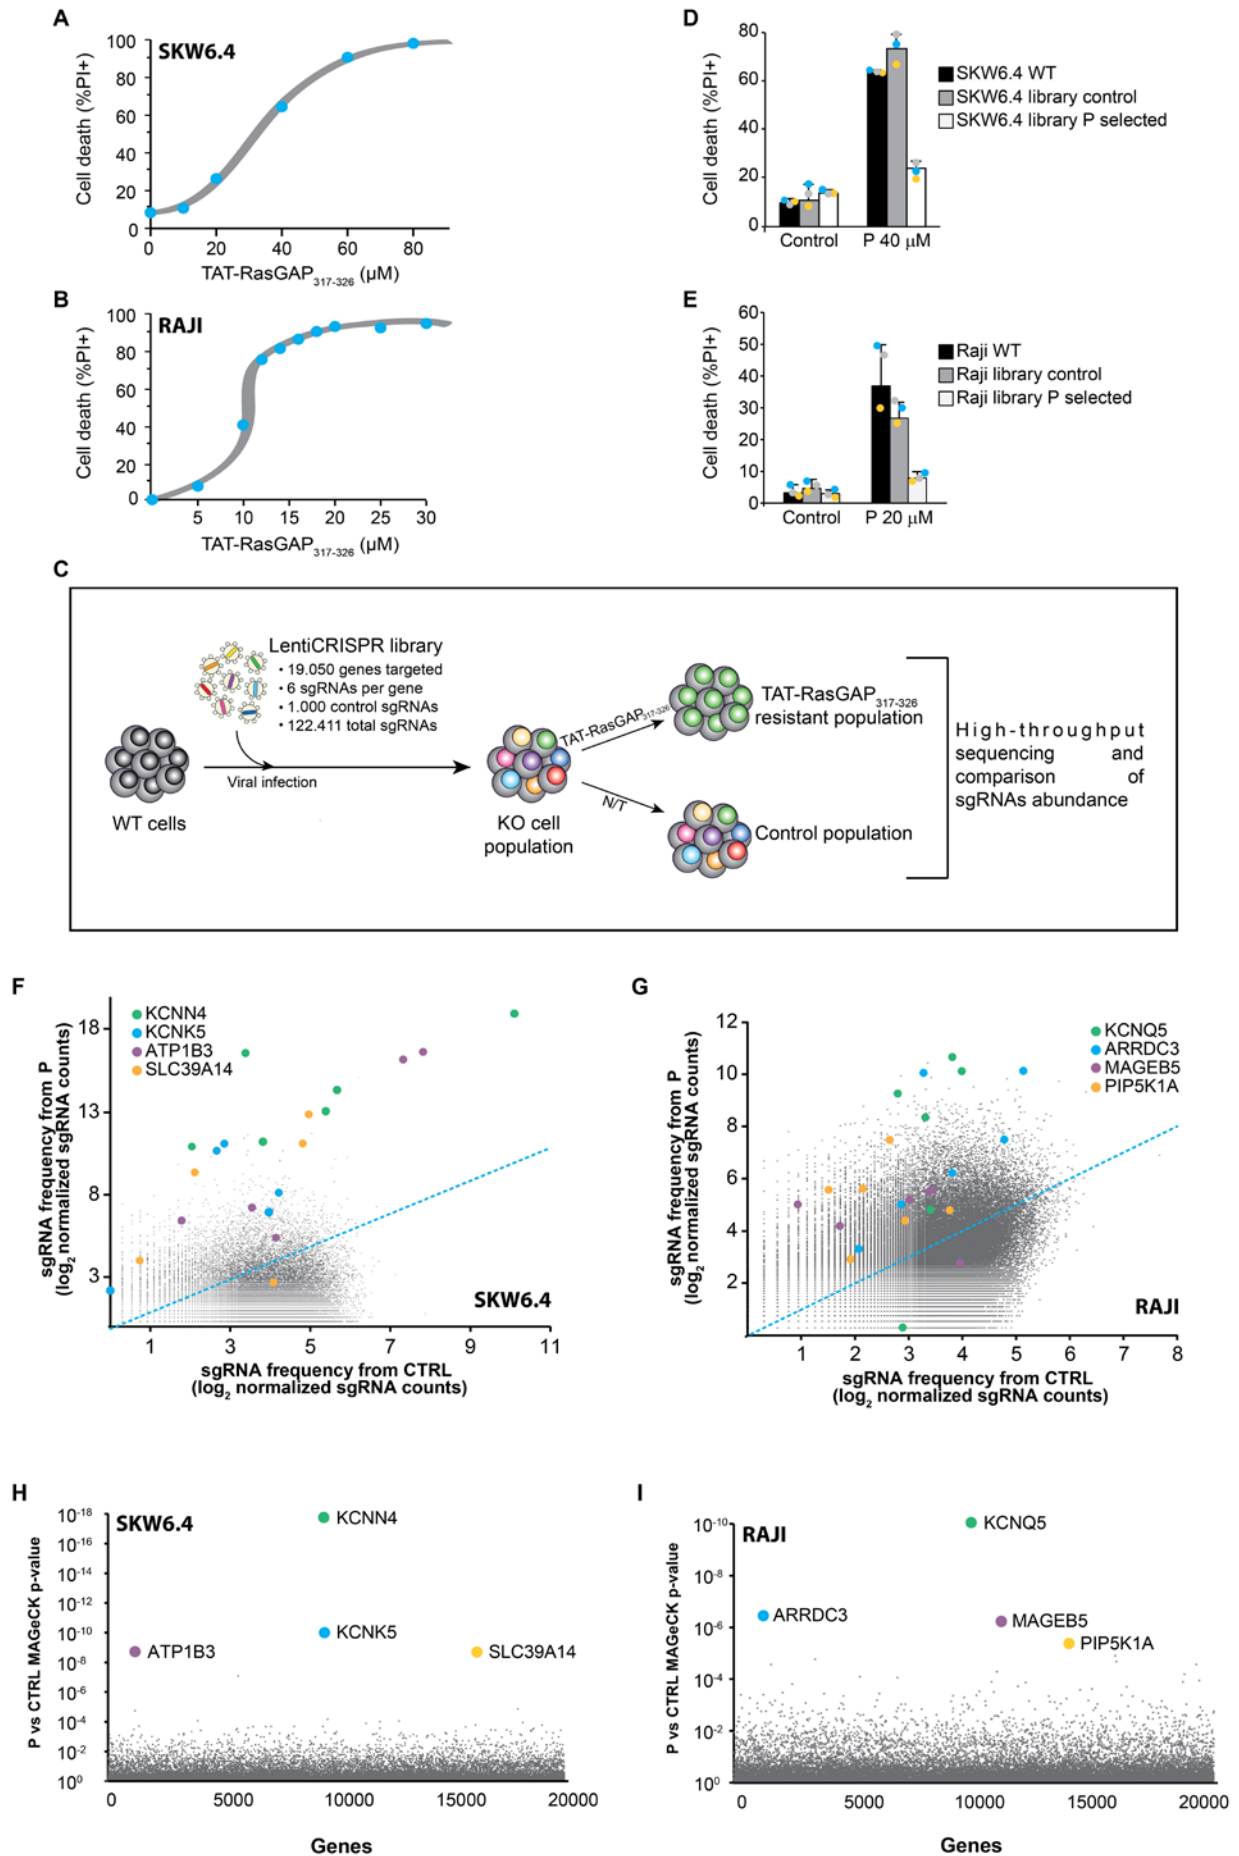 A
SKW6.4
Cell death (%PI+)
100
80
60
40
20
0
0 20 40 60 80
TAT-RasGAP317-326 (µM)
B
RAJI
Cell death (%PI+)
100
80
60
40
20
0
5 10 15 20 25 30
TAT-RasGAP317-326 (µM)
D
Cell death (%PI+)
80
60
40
20
0
Control P 40 µM
SKW6.4 WT
SKW6.4 library control
SKW6.4 library P selected
E
Cell death (%PI+)
60
50
40
30
20
10
0
Control P 20 µM
Raji WT
Raji library control
Raji library P selected
C
LentiCRISPR library
• 19.050 genes targeted
• 6 sgRNAs per gene
• 1.000 control sgRNAs
• 122.411 total sgRNAs
Viral infection
WT cells
KO cell
population
TAT-RasGAP317-326
N/T
TAT-RasGAP317-326
resistant population
Control population
High-throughput
sequencing and
comparison of
sgRNAs abundance
F
sgRNA frequency from P
(log2 normalized sgRNA counts)
18
13
8
3
KCNN4
KCNK5
ATP1B3
SLC39A14
SKW6.4
1 3 5 7 9 11
sgRNA frequency from CTRL
(log2 normalized sgRNA counts)
G
sgRNA frequency from P
(log2 normalized sgRNA counts)
12
10
8
6
4
2
KCNQ5
ARRDC3
MAGEB5
PIP5K1A
RAJI
1 2 3 4 5 6 7 8
sgRNA frequency from CTRL
(log2 normalized sgRNA counts)
H
SKW6.4
P vs CTRL MAGeCK p-value
10-18
10-16
10-14
10-12
10-10
10-8
10-6
10-4
10-2
100
KCNN4
KCNK5
ATP1B3
SLC39A14
0 5000 10000 15000 20000
Genes
I
RAJI
P vs CTRL MAGeCK p-value
10-10
10-8
10-6
10-4
10-2
100
KCNQ5
ARRDC3
MAGEB5
PIP5K1A
0 5000 10000 15000 20000
Genes